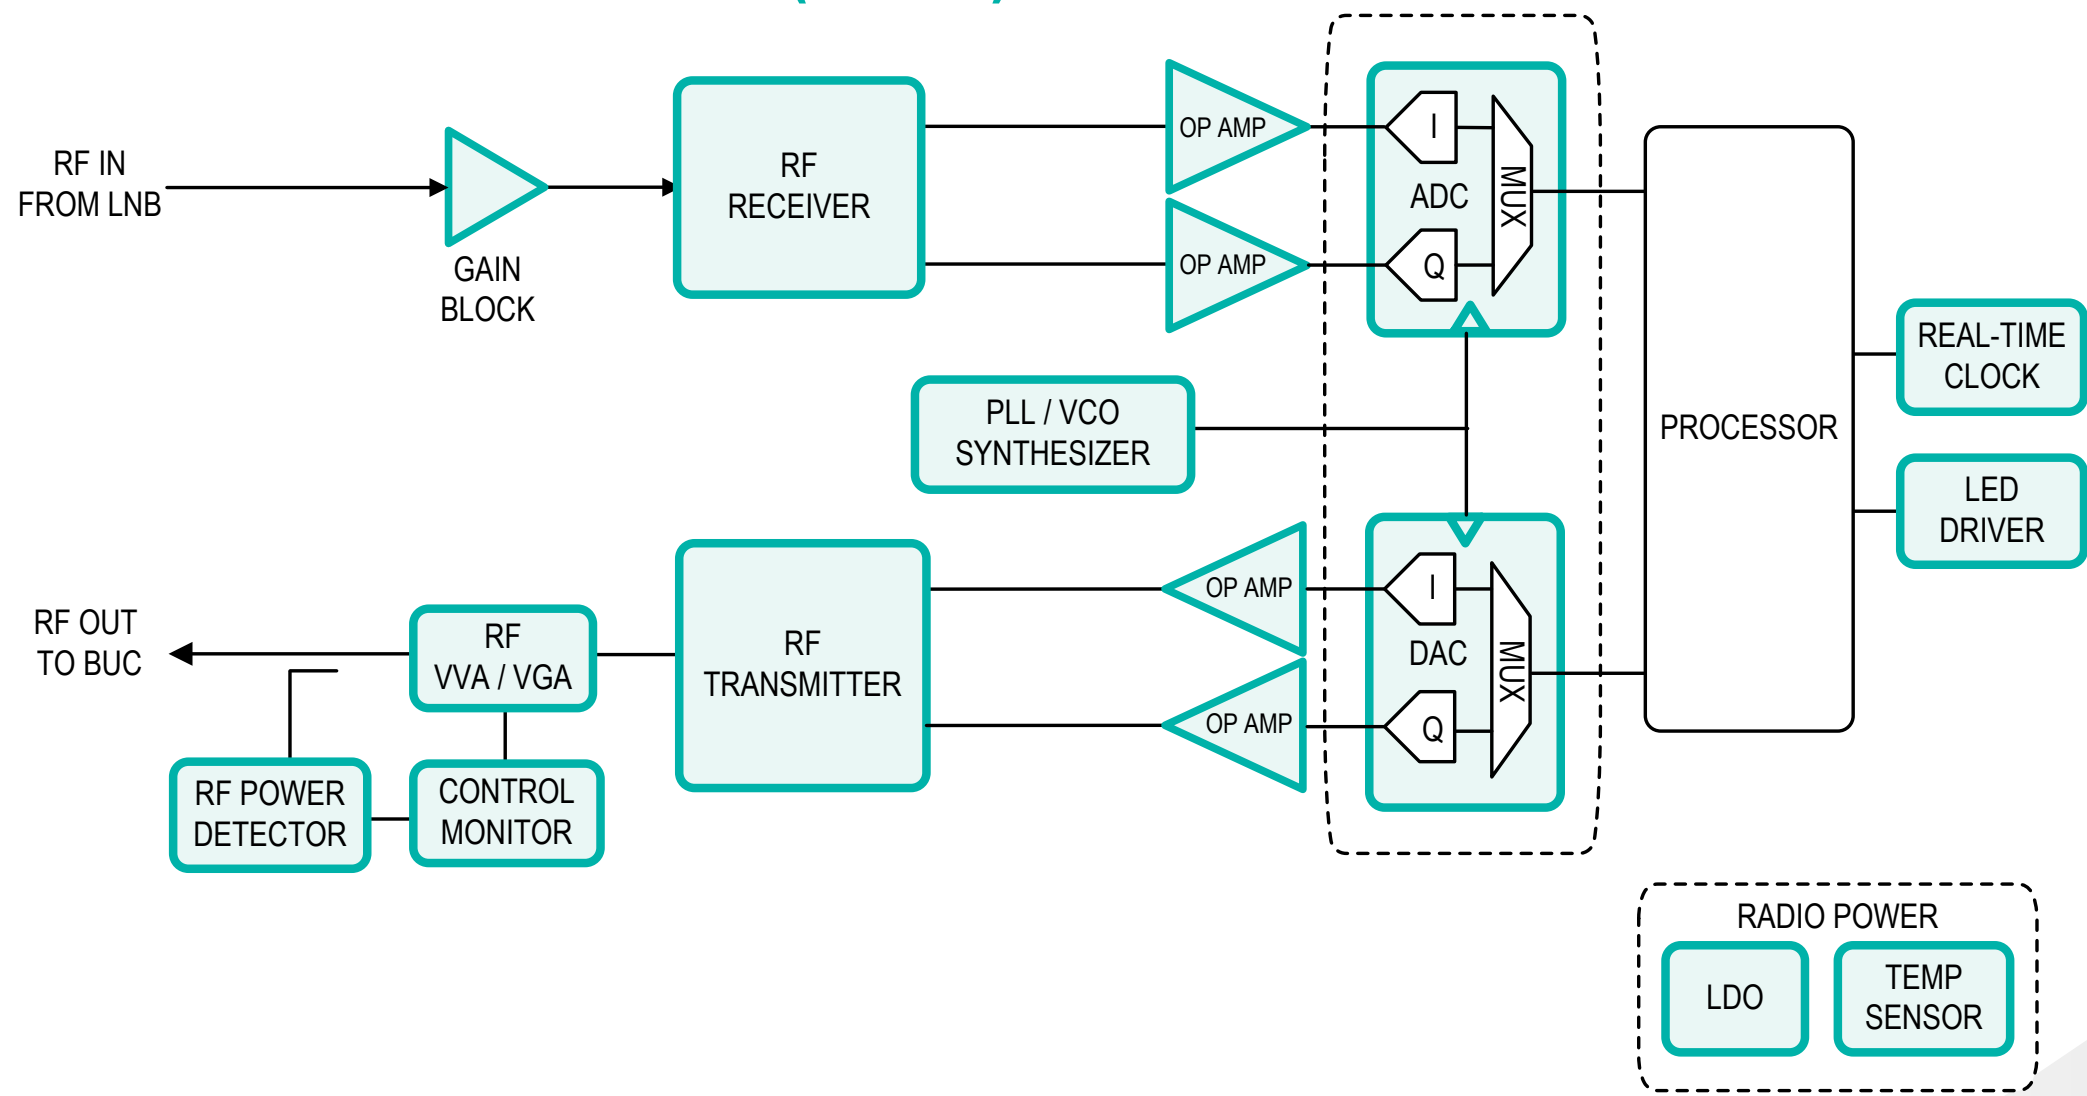 RF IN
FROM LNB
GAIN
BLOCK
RF
RECEIVER
OP AMP
OP AMP
I
ADC
Q
MUX
PLL / VCO
SYNTHESIZER
PROCESSOR
REAL-TIME
CLOCK
LED
DRIVER
RF OUT
TO BUC
RF
VVA / VGA
RF POWER
DETECTOR
CONTROL
MONITOR
RF
TRANSMITTER
OP AMP
OP AMP
I
DAC
Q
MUX
RADIO POWER
LDO
TEMP
SENSOR